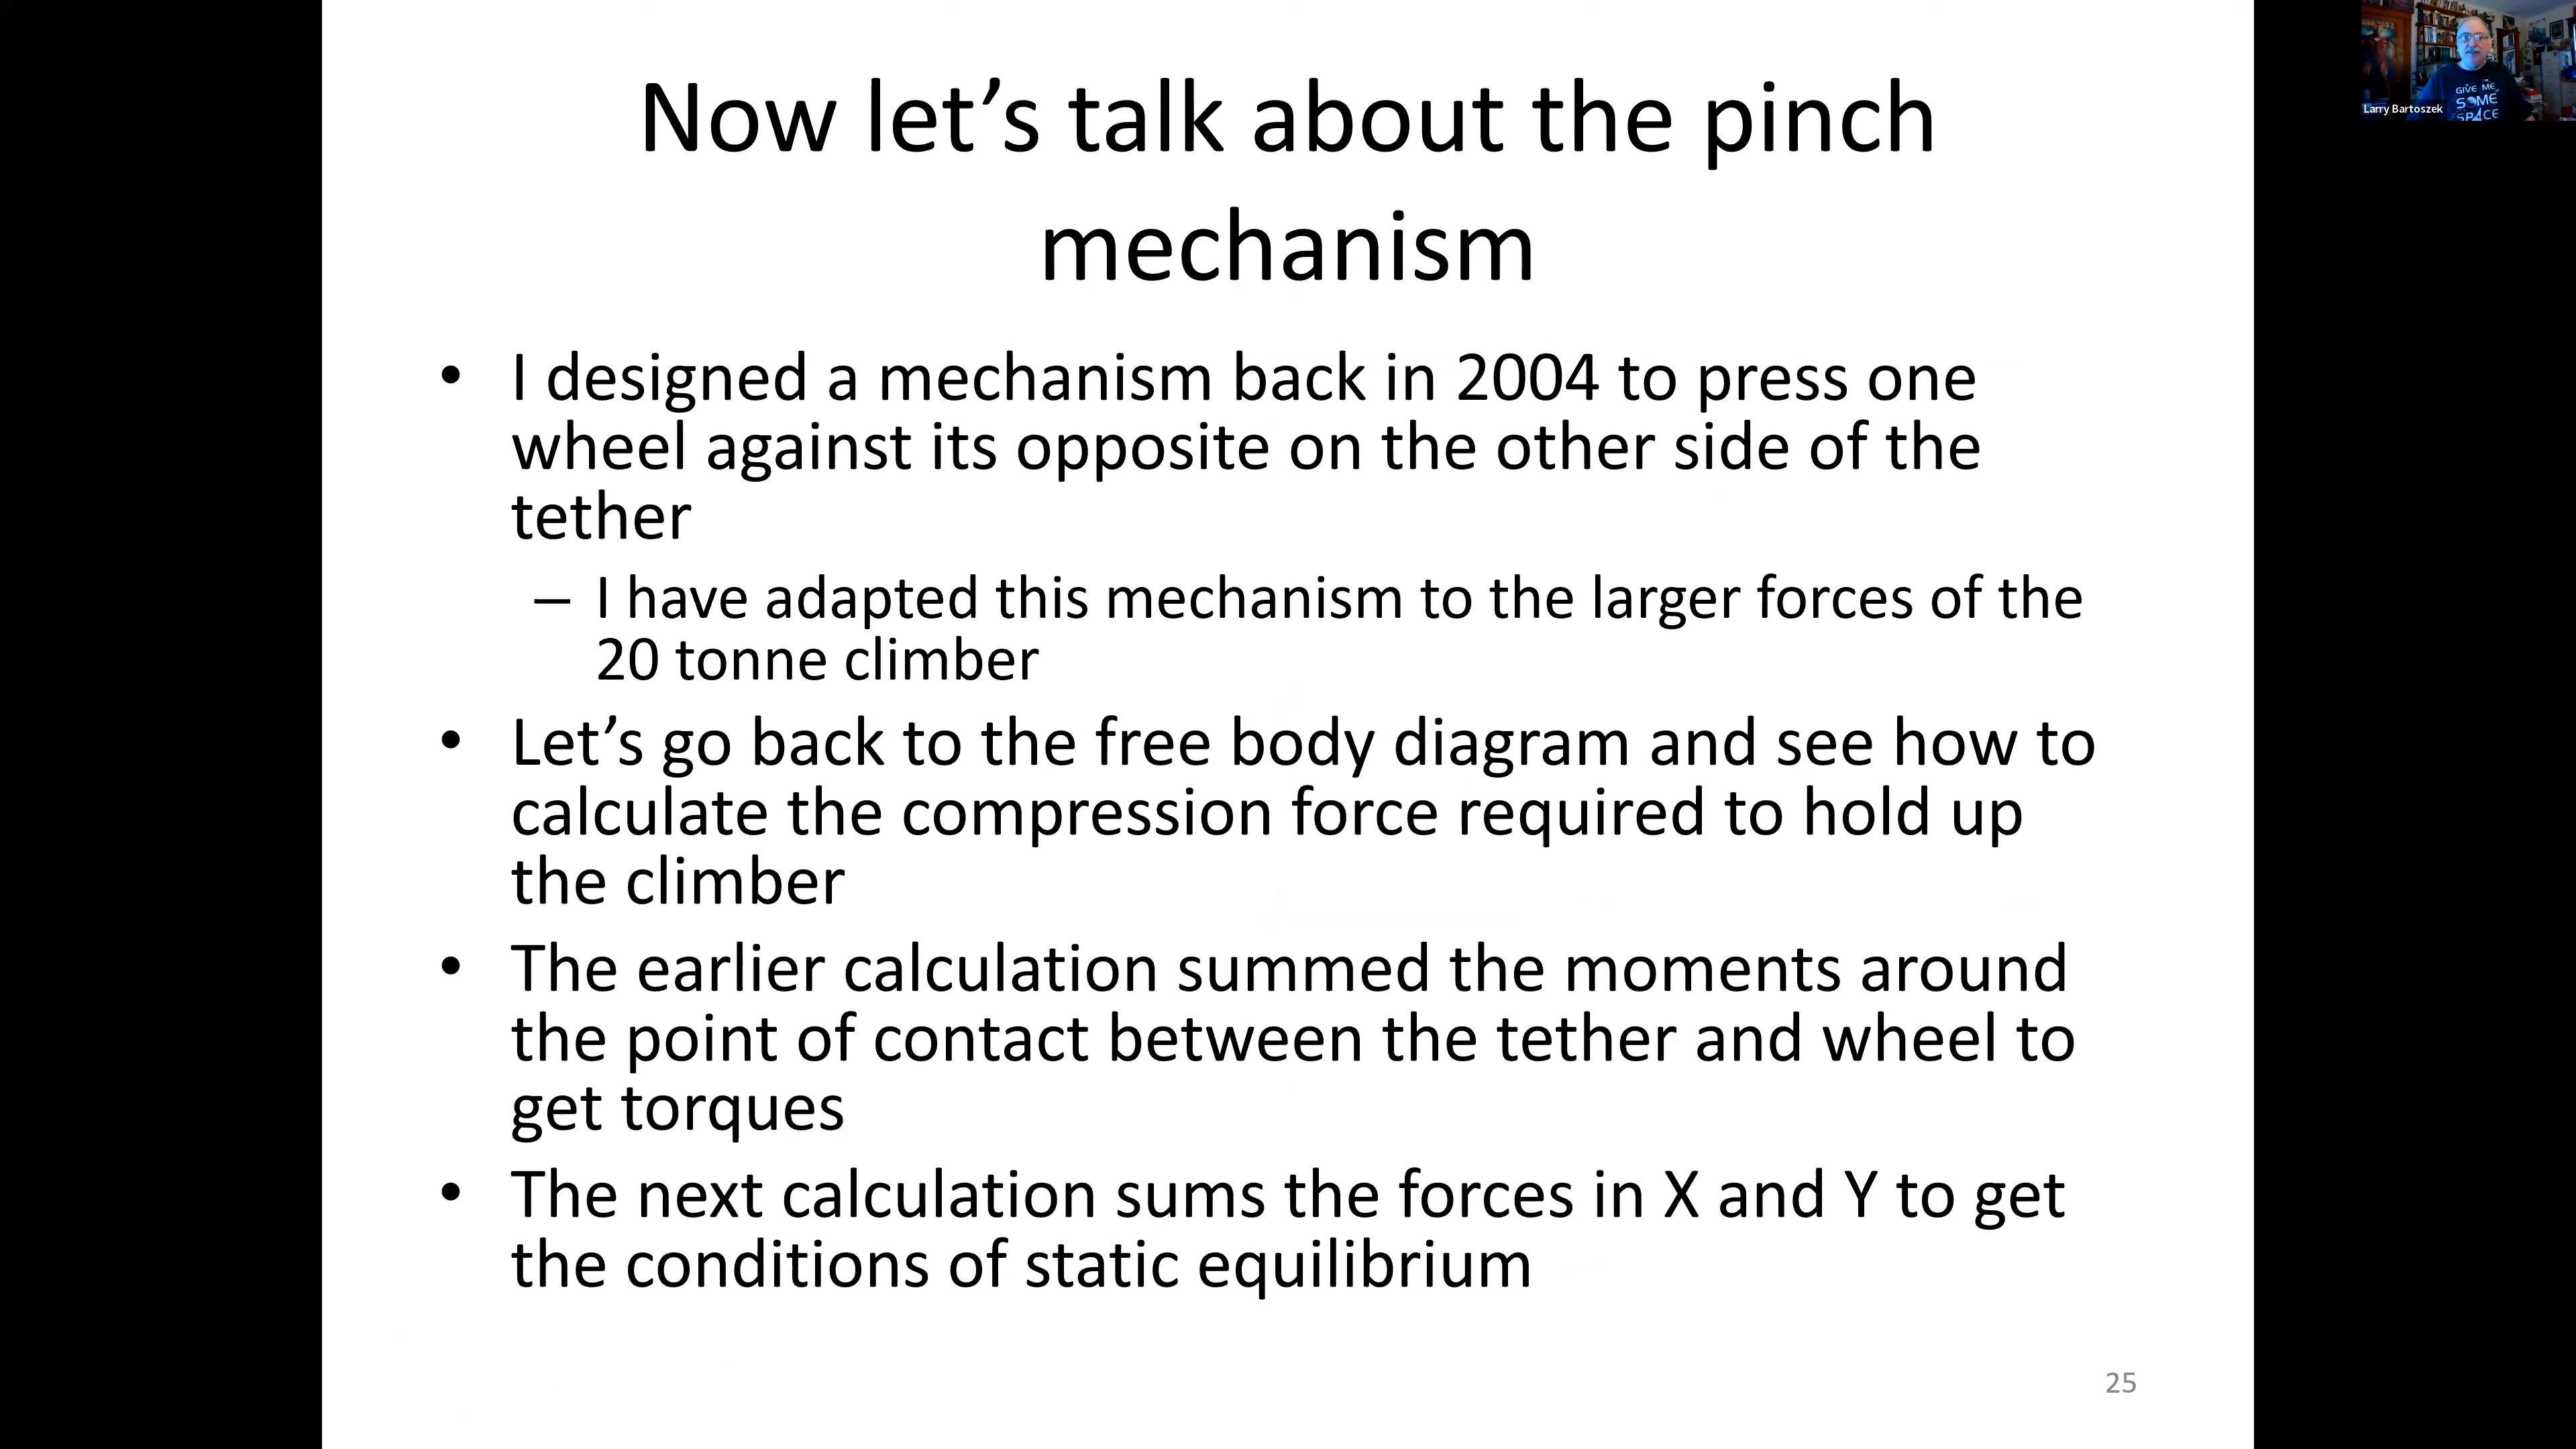 Now let’s talk about the pinch
mechanism
• I designed a mechanism back in 2004 to press one
wheel against its opposite on the other side of the
tether
– I have adapted this mechanism to the larger forces of the
20 tonne climber
• Let’s go back to the free body diagram and see how to
calculate the compression force required to hold up
the climber
• The earlier calculation summed the moments around
the point of contact between the tether and wheel to
get torques
• The next calculation sums the forces in X and Y to get
the conditions of static equilibrium
25
Larry Bartoszek
GIVE ME
SOME
SPACE